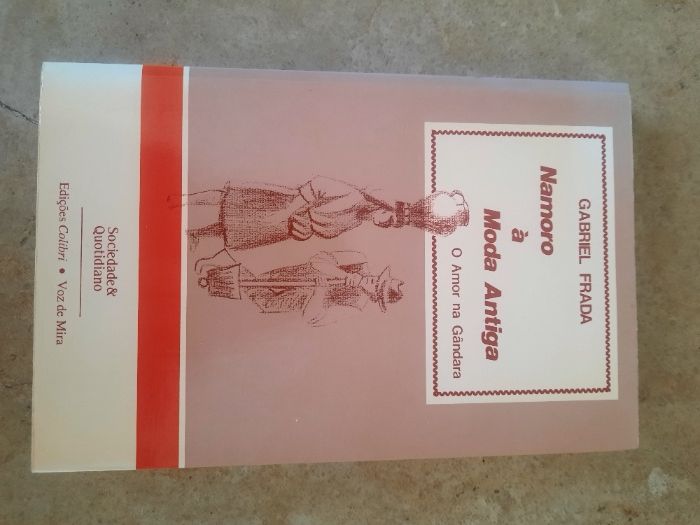 GABRIEL FRADA
Namoro
à
Moda Antiga
O Amor na Gândara
Sociedade&
Quotidiano
Edições Colibri • Voz de Mira